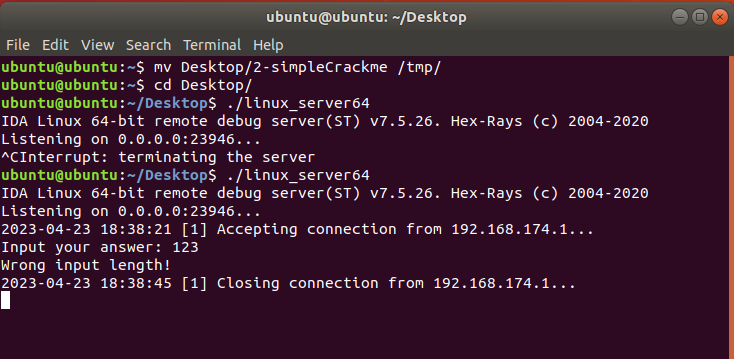 ubuntu@ubuntu: ~/Desktop
File Edit View Search Terminal Help
ubuntu@ubuntu:~$ mv Desktop/2-simpleCrackme /tmp/
ubuntu@ubuntu:~$ cd Desktop/
ubuntu@ubuntu:~/Desktop$ ./linux_server64
IDA Linux 64-bit remote debug server(ST) v7.5.26. Hex-Rays (c) 2004-2020
Listening on 0.0.0.0:23946...
^CInterrupt: terminating the server
ubuntu@ubuntu:~/Desktop$ ./linux_server64
IDA Linux 64-bit remote debug server(ST) v7.5.26. Hex-Rays (c) 2004-2020
Listening on 0.0.0.0:23946...
2023-04-23 18:38:21 [1] Accepting connection from 192.168.174.1...
Input your answer: 123
Wrong input length!
2023-04-23 18:38:45 [1] Closing connection from 192.168.174.1...